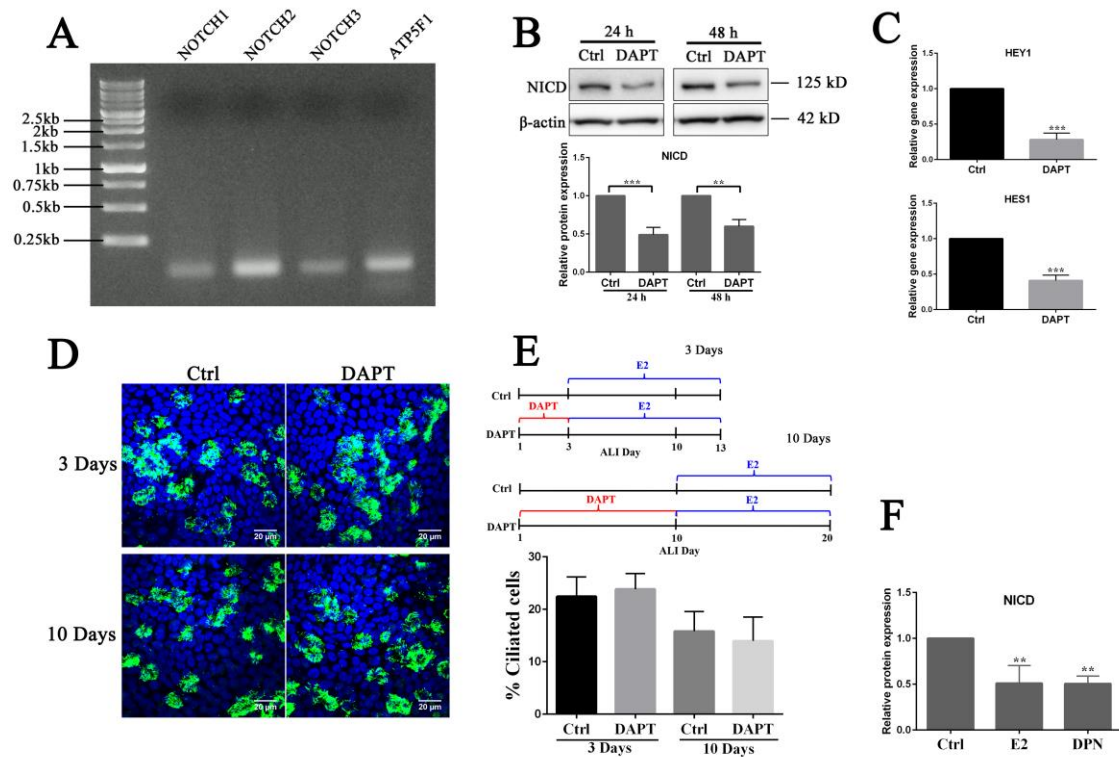 A
NOTCH1 NOTCH2 NOTCH3 ATP5F1
2.5kb
2kb
1.5kb
1kb
0.75kb
0.5kb
0.25kb
B
24 h 48 h
Ctrl DAPT Ctrl DAPT
NICD 125 kD
β-actin 42 kD
NICD
Relative protein expression
1.5
1.0
0.5
0.0
*** **
Ctrl DAPT Ctrl DAPT
24 h 48 h
C
HEY1
Relative gene expression
1.5
1.0
0.5
0.0
***
Ctrl DAPT
HES1
Relative gene expression
1.5
1.0
0.5
0.0
***
Ctrl DAPT
D
Ctrl DAPT
3 Days
20 µm 20 µm
10 Days
20 µm 20 µm
E
3 Days
E2
Ctrl
DAPT E2
DAPT
1 3 10 13
ALI Day
10 Days
E2
Ctrl
DAPT E2
DAPT
1 10 20
ALI Day
% Ciliated cells
30
20
10
0
Ctrl DAPT Ctrl DAPT
3 Days 10 Days
F
NICD
Relative protein expression
1.5
1.0
0.5
0.0
** **
Ctrl E2 DPN